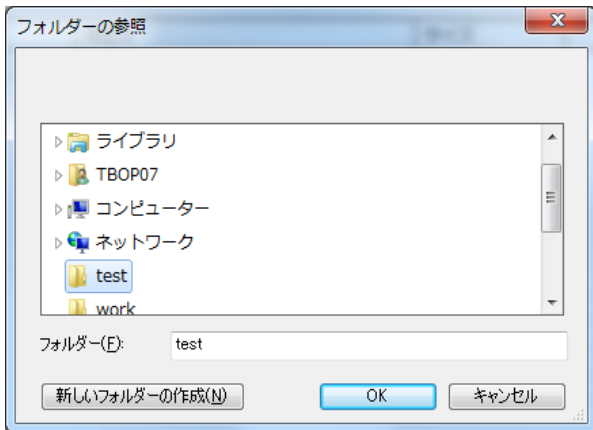 フォルダーの参照
ライブラリ
TBOP07
コンピューター
ネットワーク
test
work
フォルダー(F): test
新しいフォルダーの作成(N) OK キャンセル